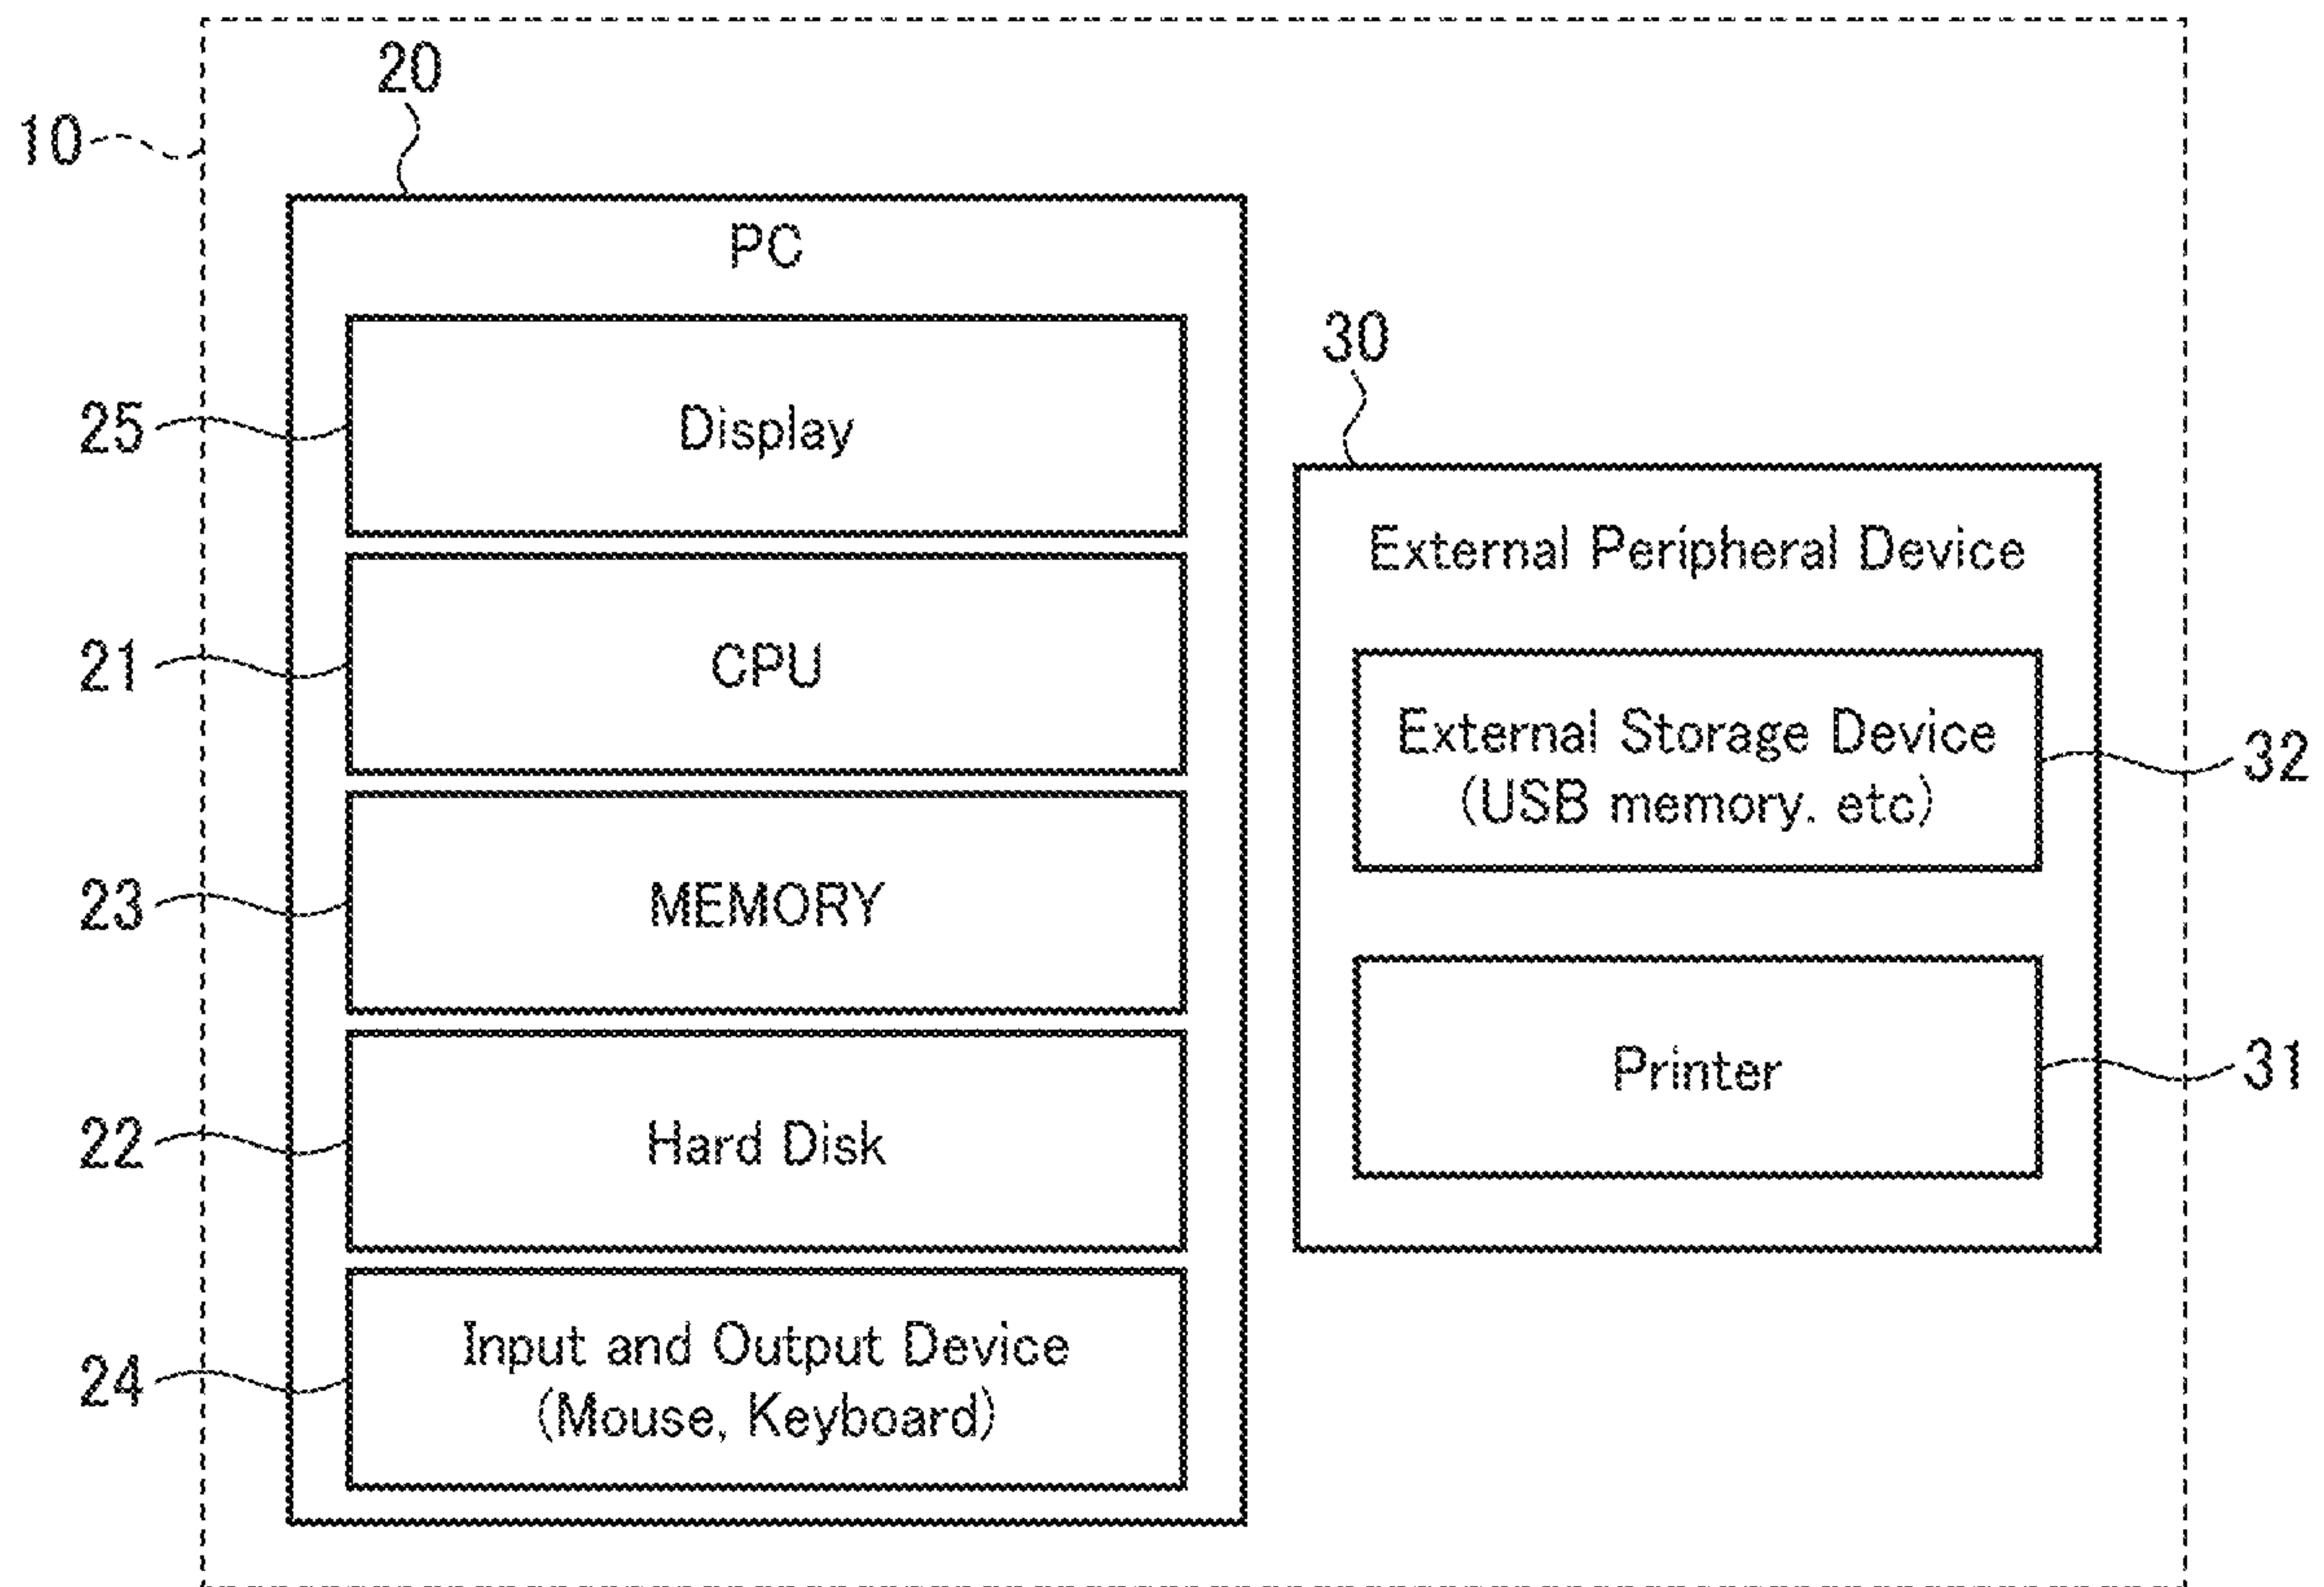 20
10
PC
30
25
Display
External Peripheral Device
21
CPU
External Storage Device
(USB memory. etc)
32
23
MEMORY
Printer
31
22
Hard Disk
24
Input and Output Device
(Mouse, Keyboard)